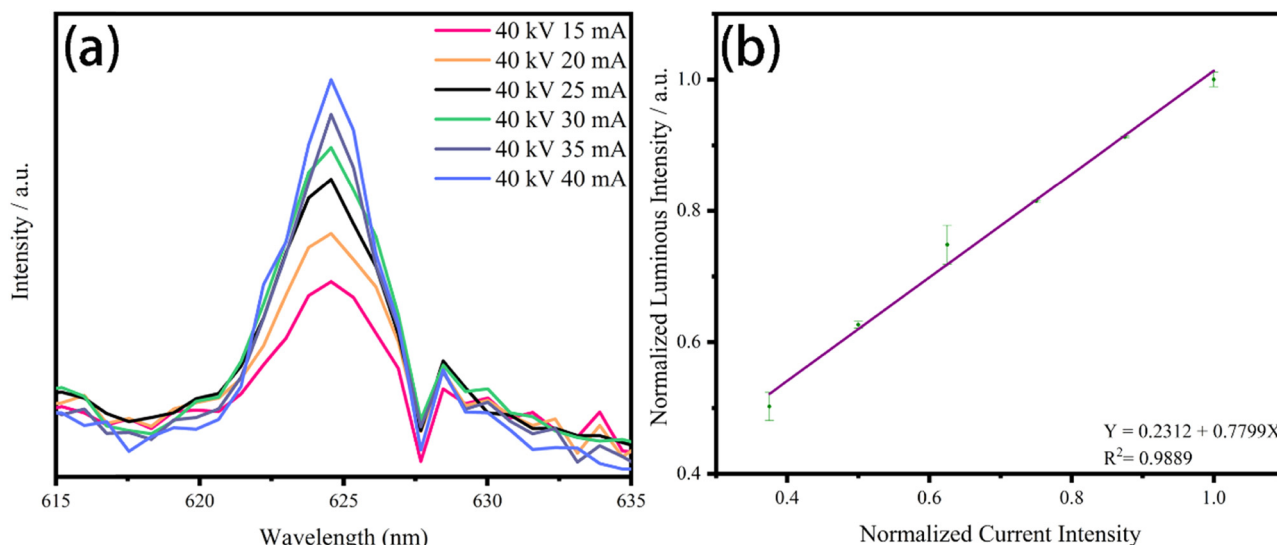 (a)
40 kV 15 mA
40 kV 20 mA
40 kV 25 mA
40 kV 30 mA
40 kV 35 mA
40 kV 40 mA
Intensity / a.u.
615 620 625 630 635
Wavelength (nm)
(b)
Normalized Luminous Intensity / a.u.
1.0
0.8
0.6
0.4
Y = 0.2312 + 0.7799X
R²= 0.9889
0.4 0.6 0.8 1.0
Normalized Current Intensity